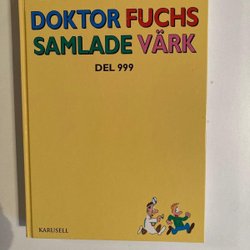 DOKTOR FUCHS
SAMLADE VÄRK
DEL 999
KARUSELL